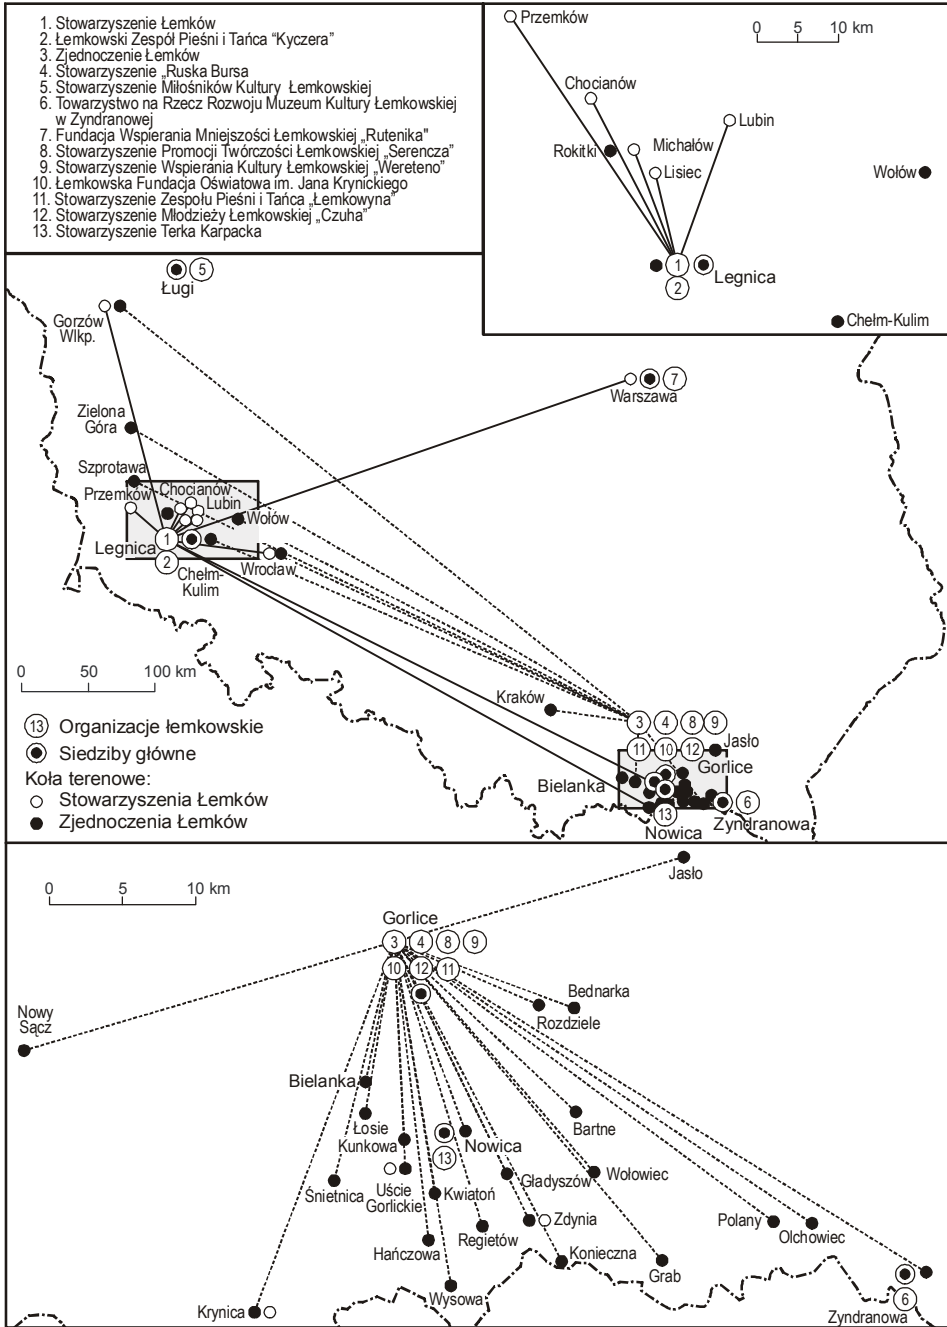 1. Stowarzyszenie Łemków
2. Łemkowski Zespół Pieśni i Tańca "Kyczera”
3. Zjednoczenie Łemków
4. Stowarzyszenie „Ruska Bursa
5. Stowarzyszenie Miłośników Kultury Łemkowskiej
6. Towarzystwo na Rzecz Rozwoju Muzeum Kultury Łemkowskiej
w Zyndranowej
7. Fundacja Wspierania Mniejszości Łemkowskiej „Rutenika"
8. Stowarzyszenie Promocji Twórczości Łemkowskiej „Serencza”
9. Stowarzyszenie Wspierania Kultury Łemkowskiej „Wereteno”
10. Łemkowska Fundacja Oświatowa im. Jana Krynickiego
11. Stowarzyszenie Zespołu Pieśni i Tańca „Łemkowyna”
12. Stowarzyszenie Młodzieży Łemkowskiej „Czuha”
13. Stowarzyszenie Terka Karpacka
Przemków
0 5 10 km
Chocianów
Lubin
Rokitki
Michałów
Lisiec
Wołów
1
Legnica
2
Chełm-Kulim
5
Ługi
Gorzów
Wlkp.
7
Warszawa
Zielona
Góra
Szprotawa
Przemków
Chocianów
Lubin
Wołów
Legnica
1
2
Chełm-
Kulim
Wrocław
0 50 100 km
Kraków
3 4 8 9
11 10 12
Jasło
Gorlice
Bielanka
6
13
Zyndranowa
Nowica
13 Organizacje łemkowskie
Siedziby główne
Koła terenowe:
Stowarzyszenia Łemków
Zjednoczenia Łemków
0 5 10 km
Jasło
Gorlice
3 4 8 9
10 12 11
Nowy
Sącz
Bednarka
Rozdziele
Bielanka
Łosie
Kunkowa
Nowica
13
Bartne
Śnietnica
Uście
Gorlickie
Kwiatoń
Gładyszów
Wołowiec
Hańczowa
Regietów
Zdynia
Konieczna
Grab
Polany
Olchowiec
Wysowa
Krynica
6
Zyndranowa